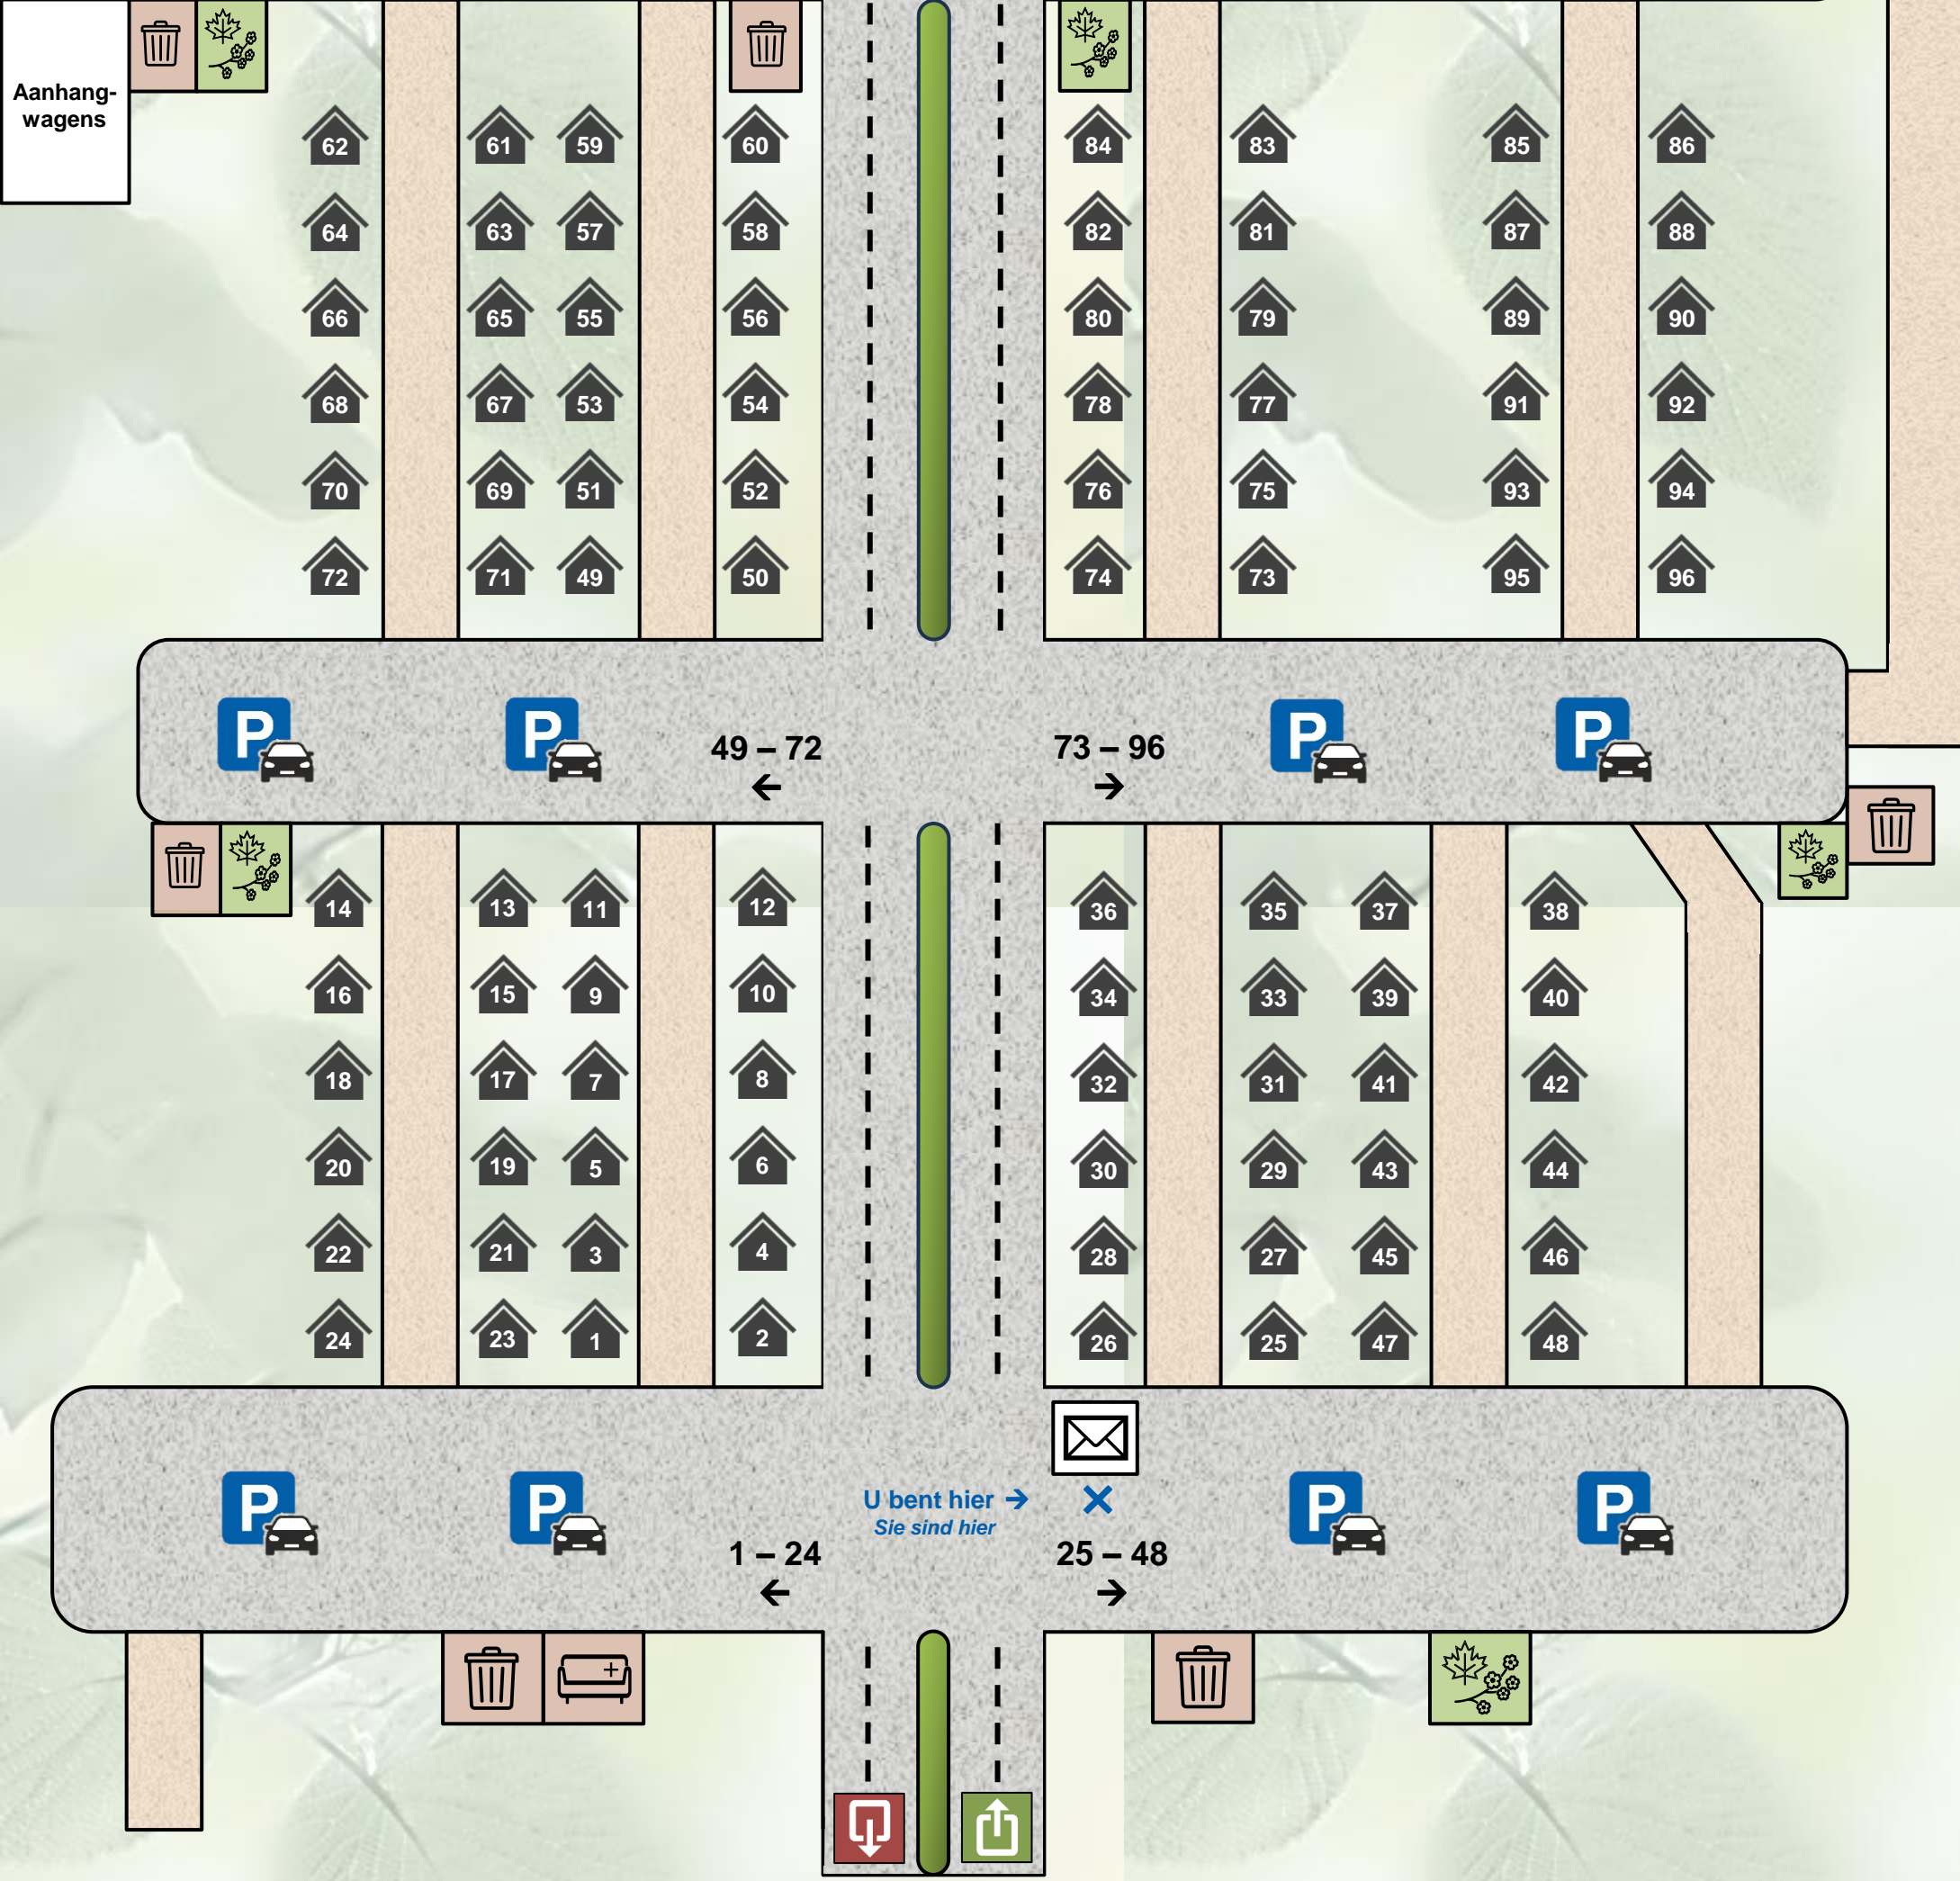 Aanhang-
wagens
62 61 59 60 84 83 85 86
64 63 57 58 82 81 87 88
66 65 55 56 80 79 89 90
68 67 53 54 78 77 91 92
70 69 51 52 76 75 93 94
72 71 49 50 74 73 95 96
P P 49 – 72 73 – 96 P P
← →
14 13 11 12 36 35 37 38
16 15 9 10 34 33 39 40
18 17 7 8 32 31 41 42
20 19 5 6 30 29 43 44
22 21 3 4 28 27 45 46
24 23 1 2 26 25 47 48
P P U bent hier → ✕ P P
Sie sind hier
1 – 24 25 – 48
← →